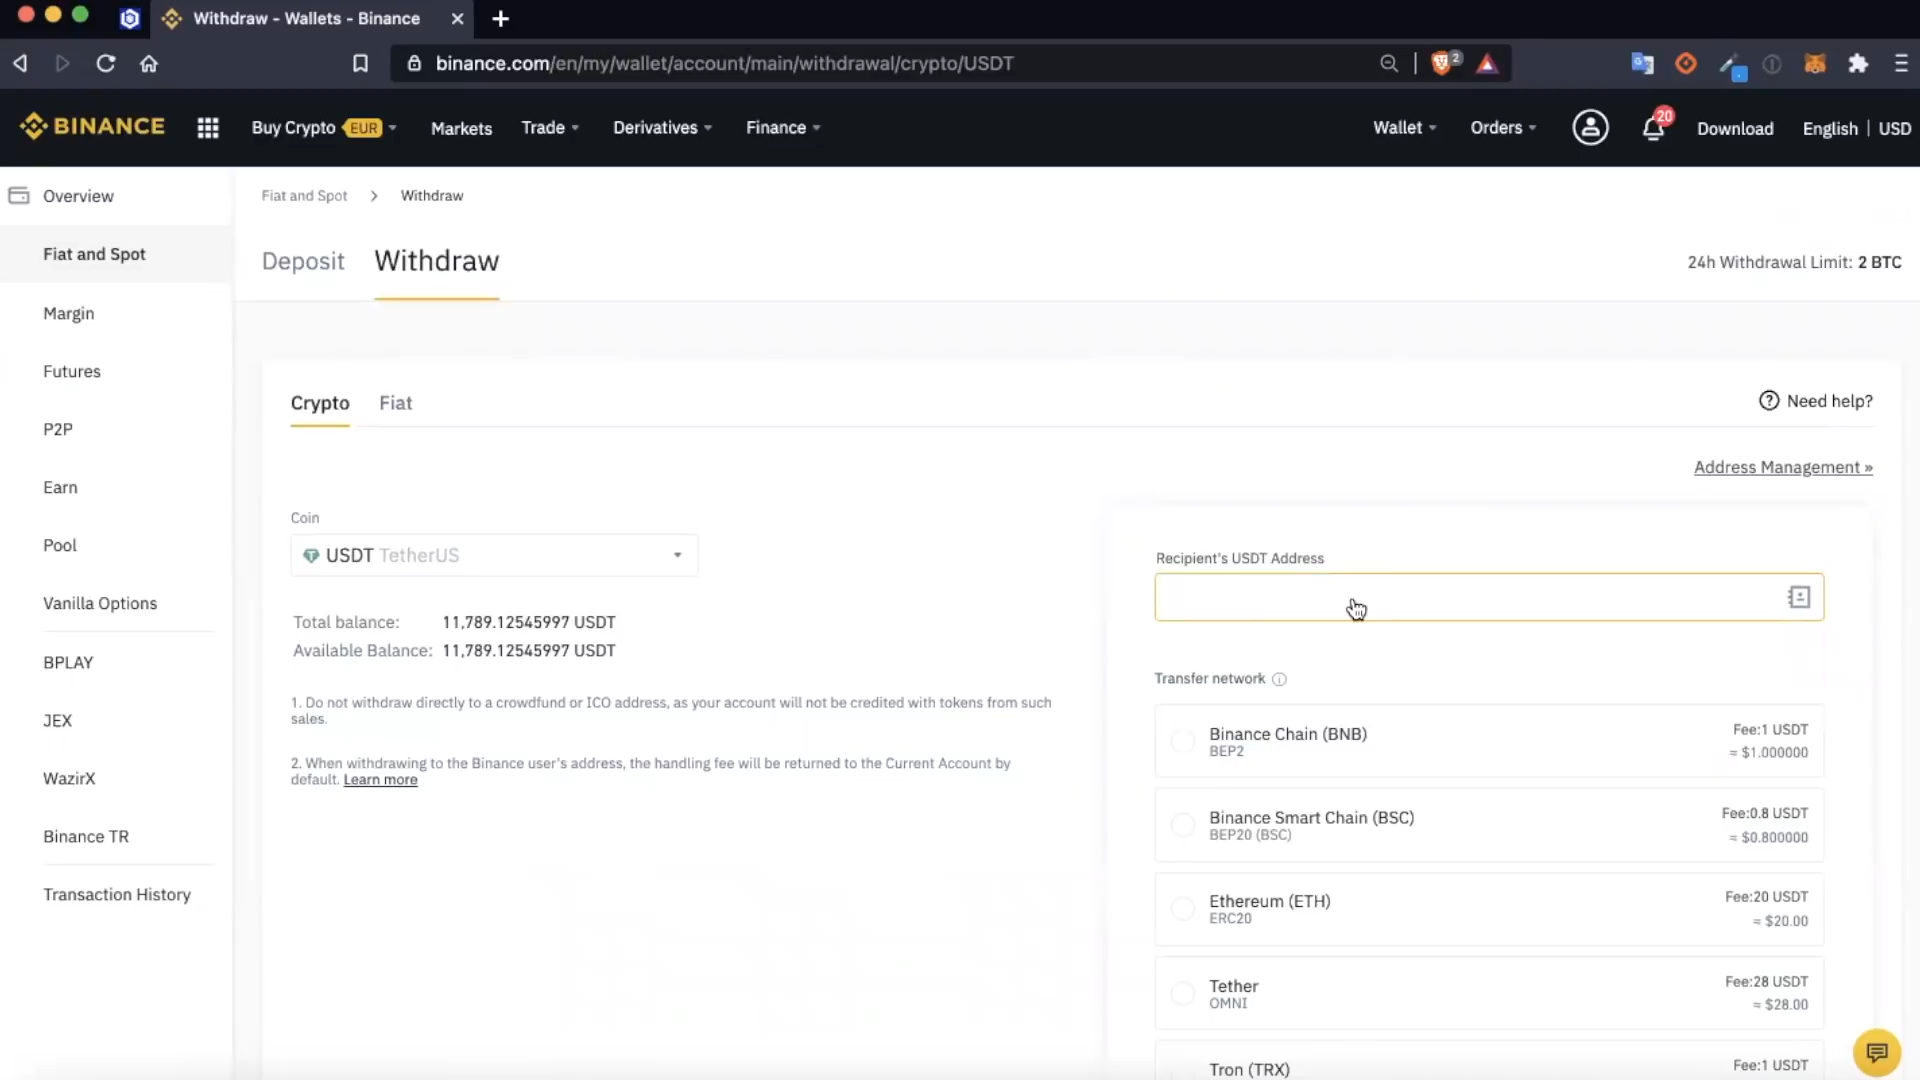 Withdraw - Wallets - Binance
binance.com/en/my/wallet/account/main/withdrawal/crypto/USDT
2
BINANCE
Buy Crypto EUR
Markets
Trade
Derivatives
Finance
Wallet
Orders
20
Download
English | USD
Overview
Fiat and Spot
Margin
Futures
P2P
Earn
Pool
Vanilla Options
BPLAY
JEX
WazirX
Binance TR
Transaction History
Fiat and Spot > Withdraw
Deposit
Withdraw
24h Withdrawal Limit: 2 BTC
Crypto
Fiat
Need help?
Address Management »
Coin
USDT TetherUS
Total balance: 11,789.12545997 USDT
Available Balance: 11,789.12545997 USDT
1. Do not withdraw directly to a crowdfund or ICO address, as your account will not be credited with tokens from such
sales.
2. When withdrawing to the Binance user's address, the handling fee will be returned to the Current Account by
default. Learn more
Recipient's USDT Address
Transfer network
Binance Chain (BNB)
BEP2
Fee:1 USDT
≈ $1.000000
Binance Smart Chain (BSC)
BEP20 (BSC)
Fee:0.8 USDT
≈ $0.800000
Ethereum (ETH)
ERC20
Fee:20 USDT
≈ $20.00
Tether
OMNI
Fee:28 USDT
≈ $28.00
Tron (TRX)
Fee:1 USDT